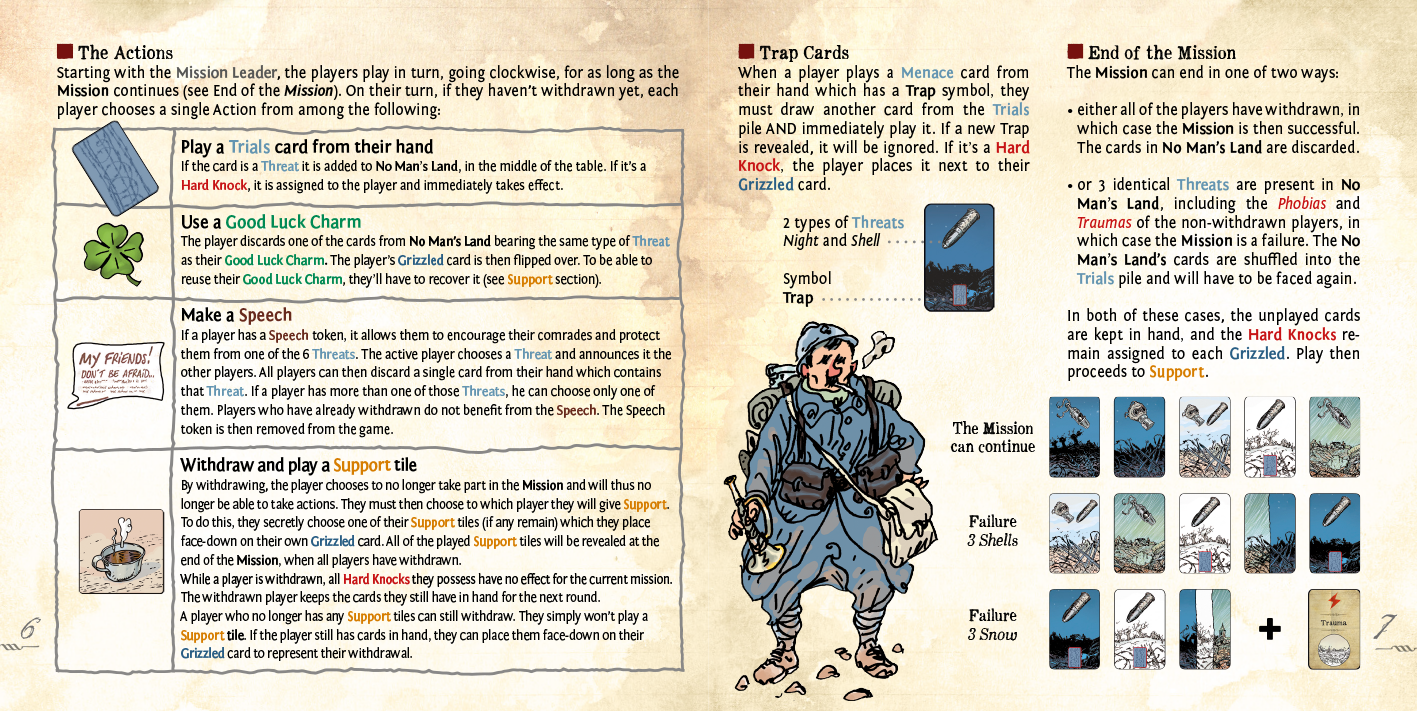 The Actions
Starting with the Mission Leader, the players play in turn, going clockwise, for as long as the
Mission continues (see End of the Mission). On their turn, if they haven't withdrawn yet, each
player chooses a single Action from among the following:
Play a Trials card from their hand
If the card is a Threat it is added to No Man's Land, in the middle of the table. If it's a
Hard Knock, it is assigned to the player and immediately takes effect.
Use a Good Luck Charm
The player discards one of the cards from No Man's Land bearing the same type of Threat
as their Good Luck Charm. The player's Grizzled card is then flipped over. To be able to
reuse their Good Luck Charm, they'll have to recover it (see Support section).
MY FRIENDS!
DON'T BE AFRAID...
Make a Speech
If a player has a Speech token, it allows them to encourage their comrades and protect
them from one of the 6 Threats. The active player chooses a Threat and announces it the
other players. All players can then discard a single card from their hand which contains
that Threat. If a player has more than one of those Threats, he can choose only one of
them. Players who have already withdrawn do not benefit from the Speech. The Speech
token is then removed from the game.
Withdraw and play a Support tile
By withdrawing, the player chooses to no longer take part in the Mission and will thus no
longer be able to take actions. They must then choose to which player they will give Support.
To do this, they secretly choose one of their Support tiles (if any remain) which they place
face-down on their own Grizzled card. All of the played Support tiles will be revealed at the
end of the Mission, when all players have withdrawn.
While a player is withdrawn, all Hard Knocks they possess have no effect for the current mission.
The withdrawn player keeps the cards they still have in hand for the next round.
A player who no longer has any Support tiles can still withdraw. They simply won't play a
Support tile. If the player still has cards in hand, they can place them face-down on their
Grizzled card to represent their withdrawal.
6
Trap Cards
When a player plays a Menace card from
their hand which has a Trap symbol, they
must draw another card from the Trials
pile AND immediately play it. If a new Trap
is revealed, it will be ignored. If it's a Hard
Knock, the player places it next to their
Grizzled card.
2 types of Threats
Night and Shell
Symbol
Trap
End of the Mission
The Mission can end in one of two ways:
• either all of the players have withdrawn, in
which case the Mission is then successful.
The cards in No Man's Land are discarded.
• or 3 identical Threats are present in No
Man's Land, including the Phobias and
Traumas of the non-withdrawn players, in
which case the Mission is a failure. The No
Man's Land's cards are shuffled into the
Trials pile and will have to be faced again.
In both of these cases, the unplayed cards
are kept in hand, and the Hard Knocks re-
main assigned to each Grizzled. Play then
proceeds to Support.
The Mission
can continue
Failure
3 Shells
Failure
3 Snow
+
Trauma
7